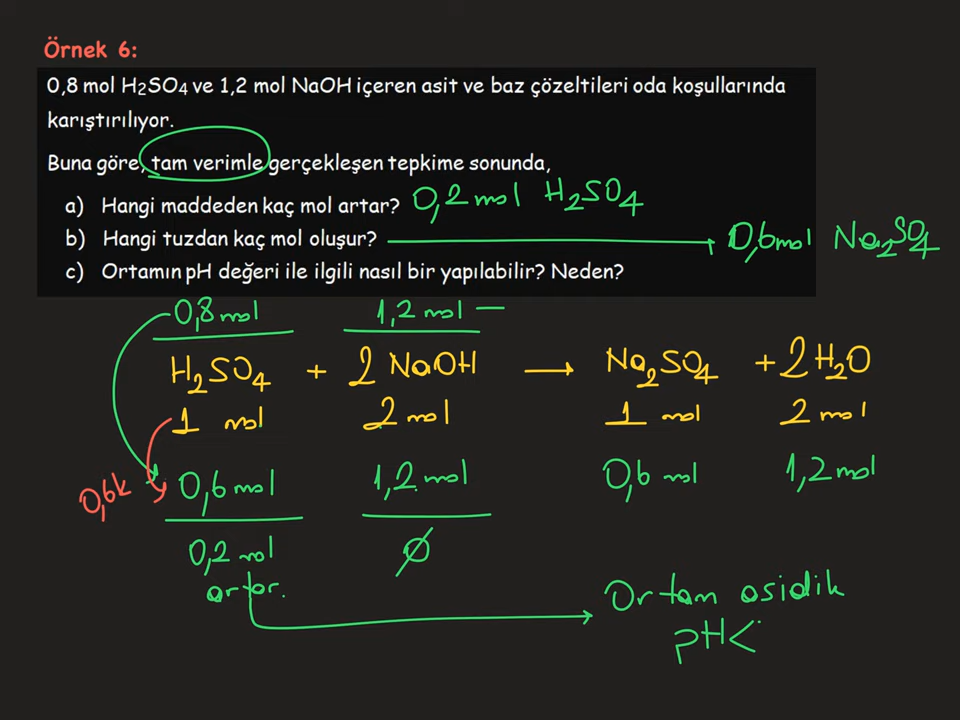 Örnek 6:
0,8 mol H₂SO₄ ve 1,2 mol NaOH içeren asit ve baz çözeltileri oda koşullarında
karıştırılıyor.
Buna göre, tam verimle gerçekleşen tepkime sonunda,
a) Hangi maddeden kaç mol artar? 0,2 mol H₂SO₄
b) Hangi tuzdan kaç mol oluşur? 0,6 mol Na₂SO₄
c) Ortamın pH değeri ile ilgili nasıl bir yapılabilir? Neden?
0,8 mol 1,2 mol
H₂SO₄ + 2 NaOH → Na₂SO₄ + 2H₂O
1 mol 2 mol 1 mol 2 mol
0,6k 0,6 mol 1,2 mol 0,6 mol 1,2 mol
0,2 mol ∅
artar.
Ortam asidik
pH<